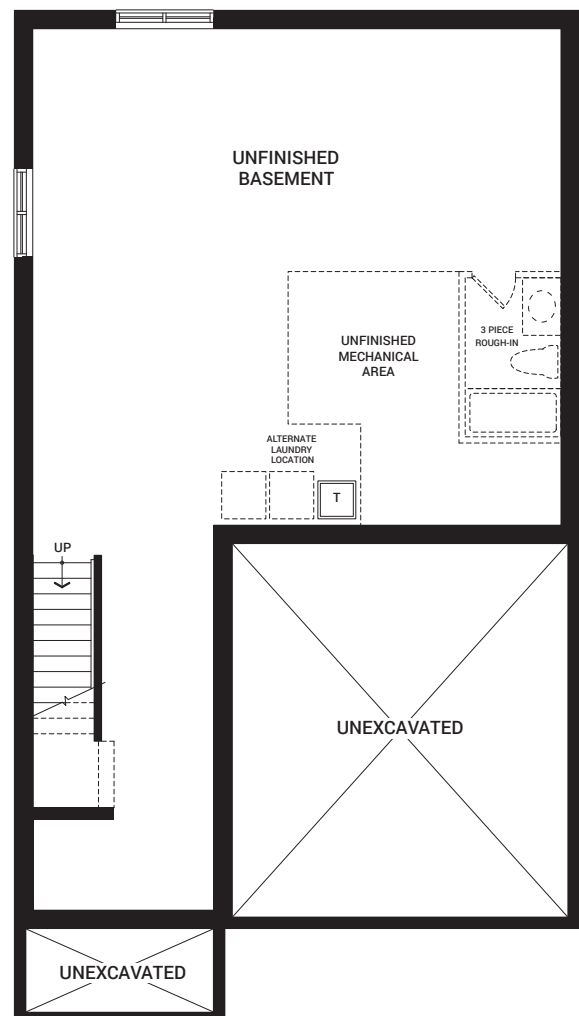 UNFINISHED
BASEMENT
3 PIECE
ROUGH-IN
UNFINISHED
MECHANICAL
AREA
ALTERNATE
LAUNDRY
LOCATION
T
UP
UNEXCAVATED
UNEXCAVATED